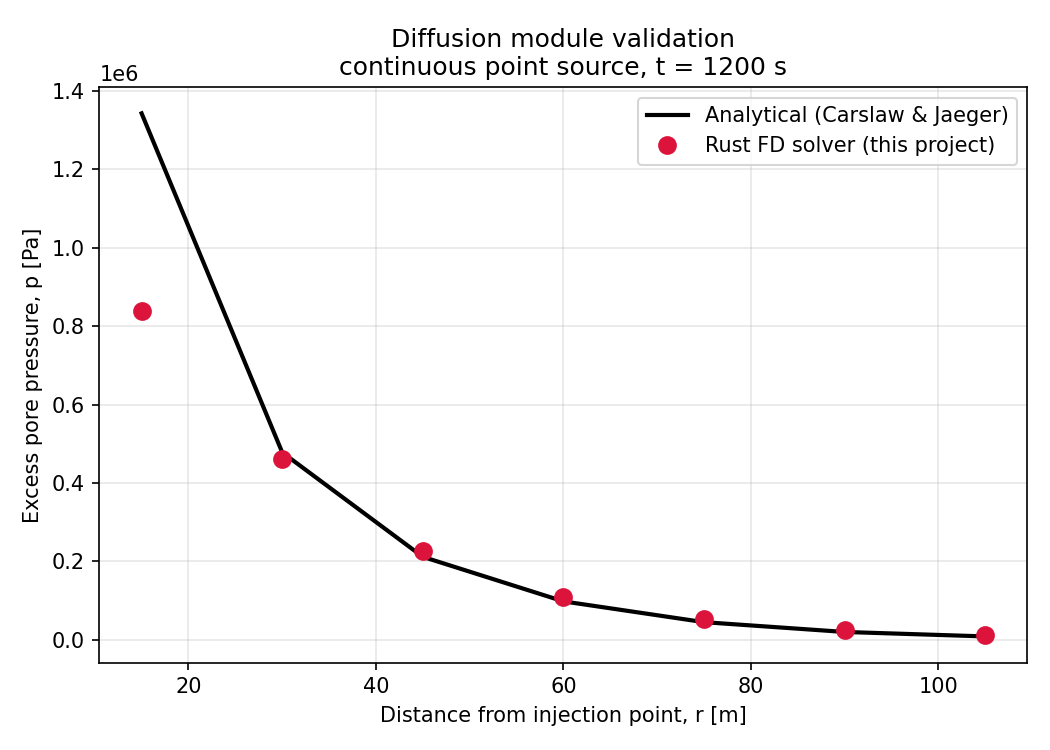 Diffusion module validation
continuous point source, t = 1200 s
1e6
Analytical (Carslaw & Jaeger)
Rust FD solver (this project)
Excess pore pressure, p [Pa]
1.4
1.2
1.0
0.8
0.6
0.4
0.2
0.0
20 40 60 80 100
Distance from injection point, r [m]